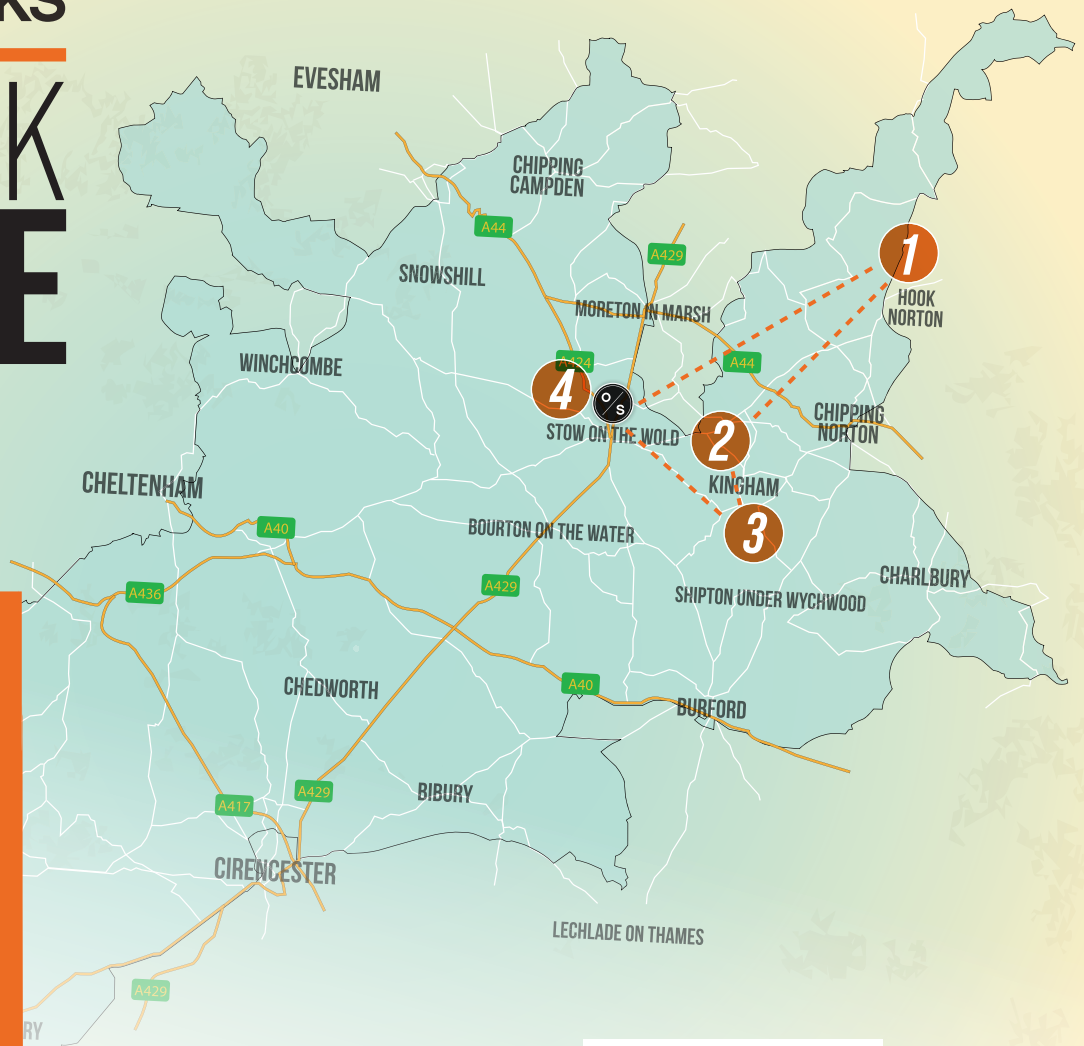 KS
K
E
EVESHAM
CHIPPING
CAMPDEN
A44
A429
1
SNOWSHILL
HOOK
NORTON
MORETON IN MARSH
WINCHCOMBE
A424
A44
4
O/S
CHIPPING
NORTON
STOW ON THE WOLD
2
KINGHAM
CHELTENHAM
A40
BOURTON ON THE WATER
3
A436
A429
CHARLBURY
SHIPTON UNDER WYCHWOOD
CHEDWORTH
A40
BURFORD
A417
A429
BIBURY
CIRENCESTER
LECHLADE ON THAMES
A429
RY